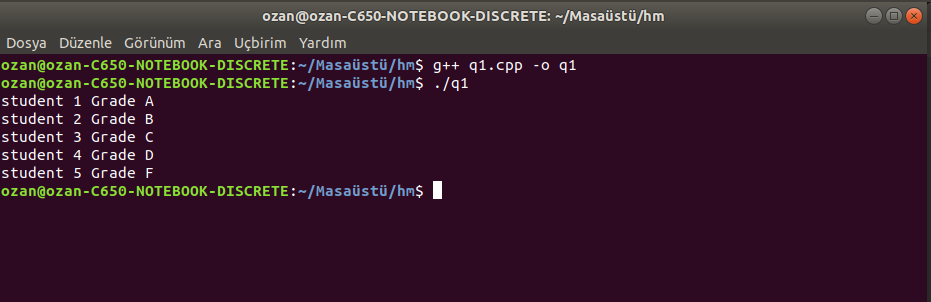 ozan@ozan-C650-NOTEBOOK-DISCRETE: ~/Masaüstü/hm
Dosya Düzenle Görünüm Ara Uçbirim Yardım
ozan@ozan-C650-NOTEBOOK-DISCRETE:~/Masaüstü/hm$ g++ q1.cpp -o q1
ozan@ozan-C650-NOTEBOOK-DISCRETE:~/Masaüstü/hm$ ./q1
student 1 Grade A
student 2 Grade B
student 3 Grade C
student 4 Grade D
student 5 Grade F
ozan@ozan-C650-NOTEBOOK-DISCRETE:~/Masaüstü/hm$